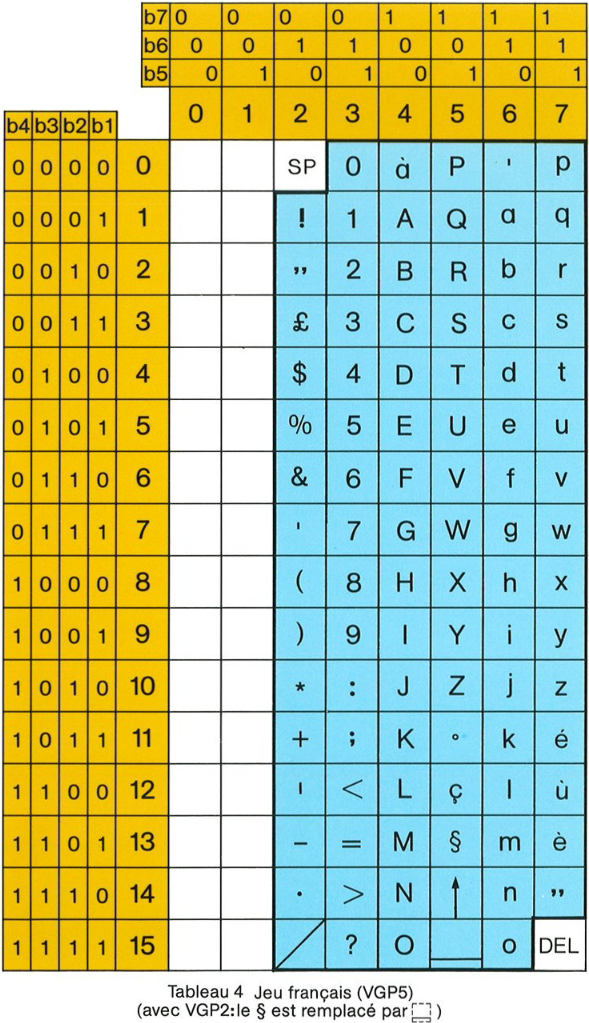 b7 0 0 0 0 1 1 1 1
b6 0 0 1 1 0 0 1 1
b5 0 1 0 1 0 1 0 1
0 1 2 3 4 5 6 7
b4 b3 b2 b1
0 0 0 0 0 SP 0 à P ' p
0 0 0 1 1 ! 1 A Q a q
0 0 1 0 2 ” 2 B R b r
0 0 1 1 3 £ 3 C S c s
0 1 0 0 4 $ 4 D T d t
0 1 0 1 5 % 5 E U e u
0 1 1 0 6 & 6 F V f v
0 1 1 1 7 ' 7 G W g w
1 0 0 0 8 ( 8 H X h x
1 0 0 1 9 ) 9 I Y i y
1 0 1 0 10 * : J Z j z
1 0 1 1 11 + ; K ° k é
1 1 0 0 12 ' < L ç l ù
1 1 0 1 13 – = M § m è
1 1 1 0 14 · > N ↑ n ”
1 1 1 1 15 / ? O _ o DEL
Tableau 4 Jeu français (VGP5)
(avec VGP2: le § est remplacé par )